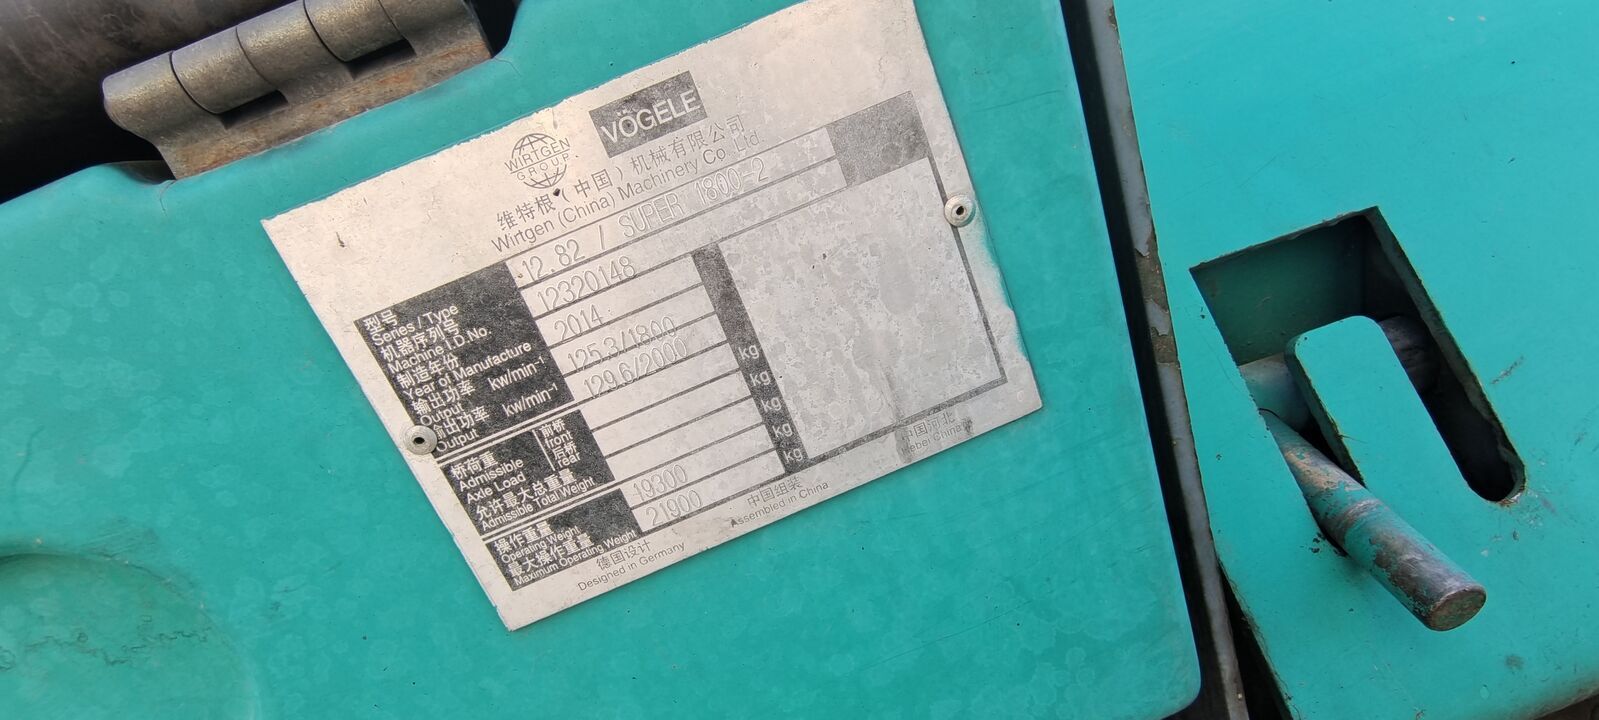 WIRTGEN
GROUP
VÖGELE
维特根（中国）机械有限公司
Wirtgen (China) Machinery Co Ltd
型号
Series / Type
12.82 / SUPER 1800-2
机器序列号
Machine I.D.No.
12320148
制造年份
Year of Manufacture
2014
输出功率 kw/min⁻¹
Output
125.3/1800
输出功率 kw/min⁻¹
Output
129.6/2000
桥荷重
Admissible
Axle Load
前桥
front
kg
后桥
rear
kg
允许最大总重量
Admissible Total Weight
kg
操作重量
Operating Weight
19300
kg
最大操作重量
Maximum Operating Weight
21900
kg
德国设计
Designed in Germany
中国组装
Assembled in China
中国河北
Hebei China